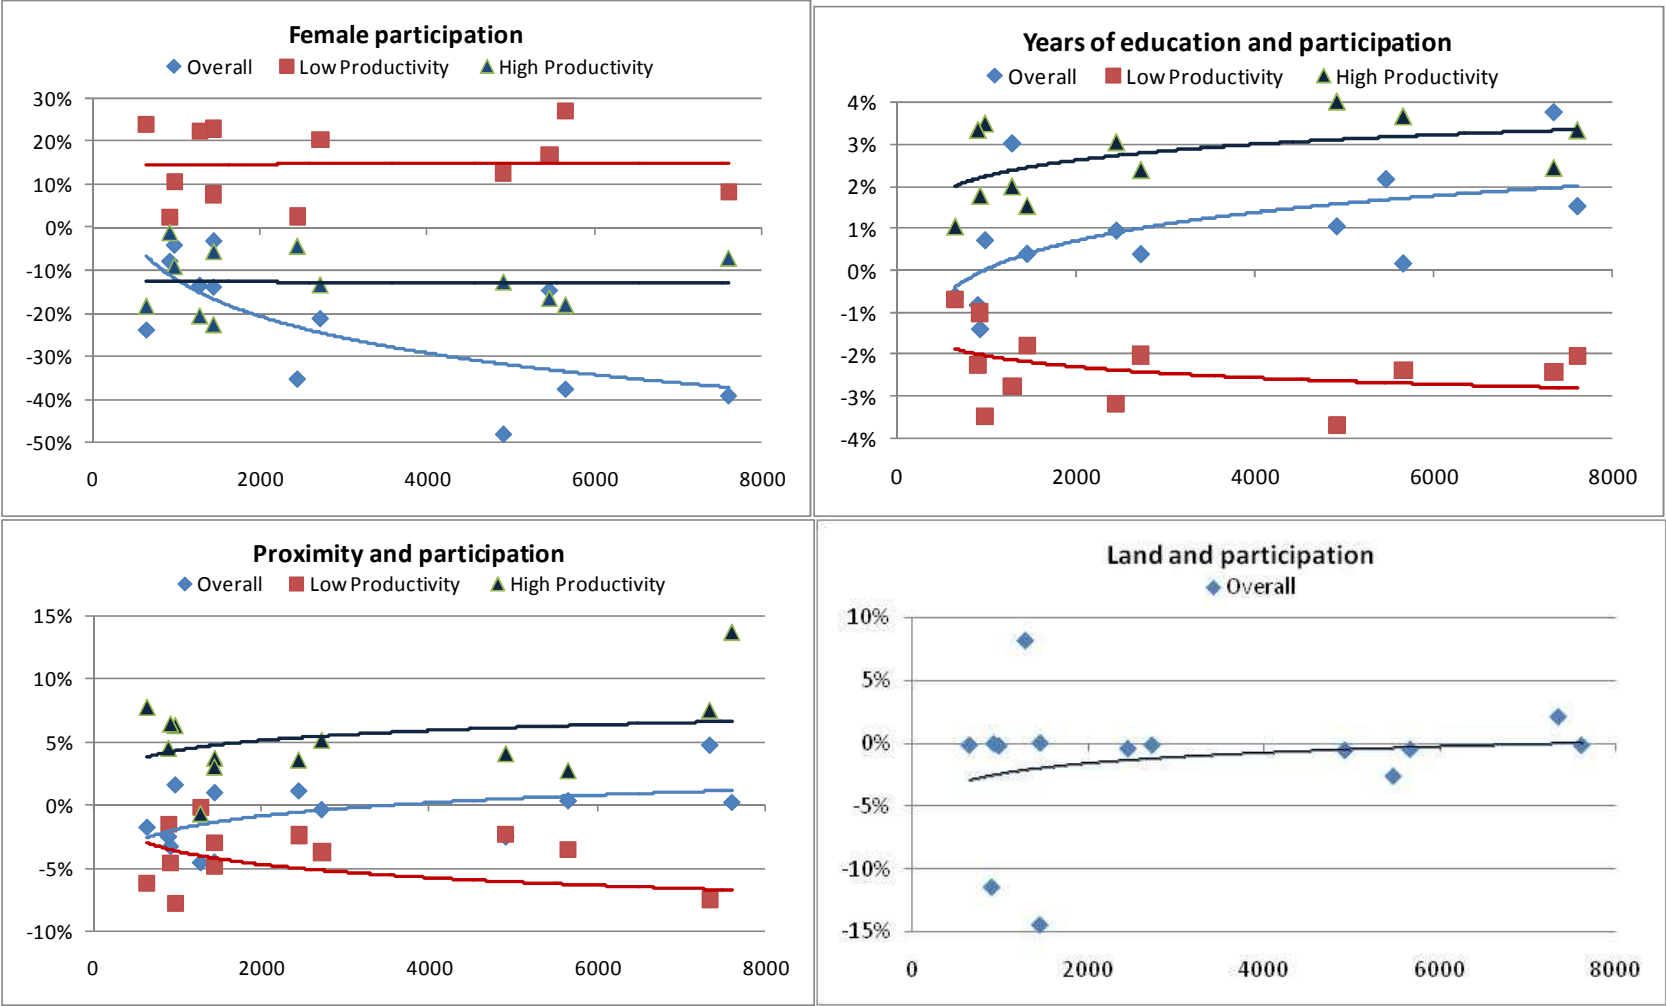 Female participation
Overall Low Productivity High Productivity
30%
20%
10%
0%
-10%
-20%
-30%
-40%
-50%
0 2000 4000 6000 8000
Years of education and participation
Overall Low Productivity High Productivity
4%
3%
2%
1%
0%
-1%
-2%
-3%
-4%
0 2000 4000 6000 8000
Proximity and participation
Overall Low Productivity High Productivity
15%
10%
5%
0%
-5%
-10%
0 2000 4000 6000 8000
Land and participation
Overall
10%
5%
0%
-5%
-10%
-15%
0 2000 4000 6000 8000